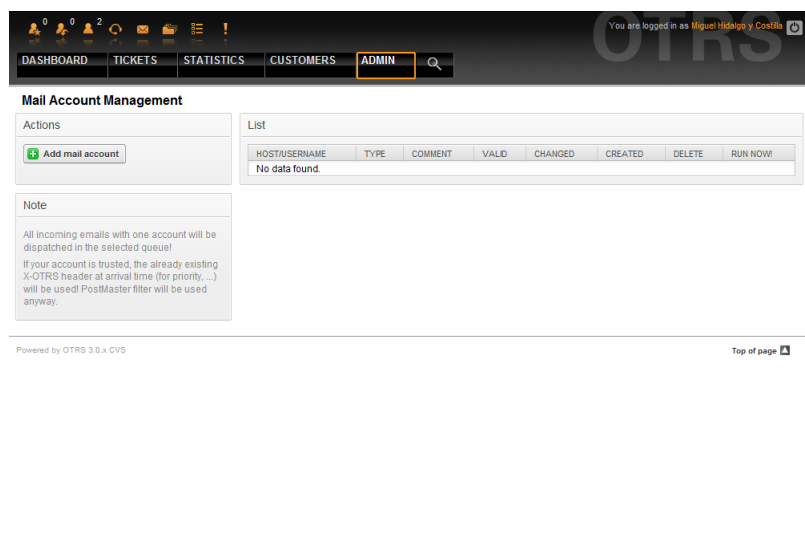 0 0 2
OTRS
You are logged in as Miguel Hidalgo y Costilla
DASHBOARD TICKETS STATISTICS CUSTOMERS ADMIN
Mail Account Management
Actions
Add mail account
List
HOST/USERNAME TYPE COMMENT VALID CHANGED CREATED DELETE RUN NOW!
No data found.
Note
All incoming emails with one account will be
dispatched in the selected queue!
If your account is trusted, the already existing
X-OTRS header at arrival time (for priority, ...)
will be used! PostMaster filter will be used
anyway.
Powered by OTRS 3.0.x CVS
Top of page